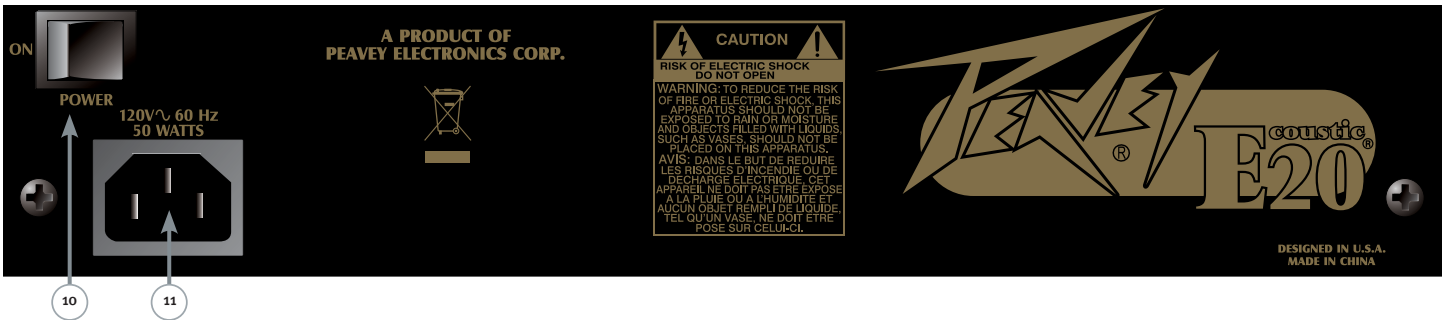 ON
POWER
120V∿ 60 Hz
50 WATTS
10
11
A PRODUCT OF
PEAVEY ELECTRONICS CORP.
CAUTION
RISK OF ELECTRIC SHOCK
DO NOT OPEN
WARNING: TO REDUCE THE RISK
OF FIRE OR ELECTRIC SHOCK, THIS
APPARATUS SHOULD NOT BE
EXPOSED TO RAIN OR MOISTURE
AND OBJECTS FILLED WITH LIQUIDS,
SUCH AS VASES, SHOULD NOT BE
PLACED ON THIS APPARATUS.
AVIS: DANS LE BUT DE REDUIRE
LES RISQUES D'INCENDIE OU DE
DECHARGE ELECTRIQUE, CET
APPAREIL NE DOIT PAS ETRE EXPOSE
A LA PLUIE OU A L'HUMIDITE ET
AUCUN OBJET REMPLI DE LIQUIDE,
TEL QU'UN VASE, NE DOIT ETRE
POSE SUR CELUI-CI.
PEAVEY®
Ecoustic®
E20
DESIGNED IN U.S.A.
MADE IN CHINA